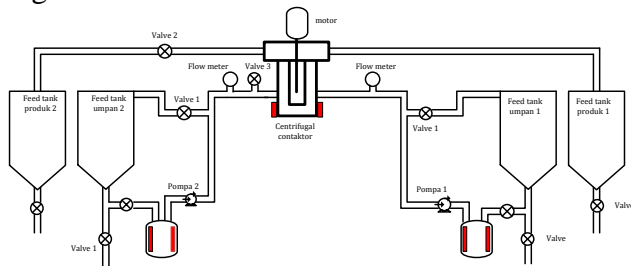 motor
Valve 2
Flow meter
Valve 3
Flow meter
Feed tank
produk 2
Feed tank
umpan 2
Valve 1
Centrifugal
contaktor
Valve 1
Feed tank
umpan 1
Feed tank
produk 1
Pompa 2
Pompa 1
Valve 1
Valve
Valve